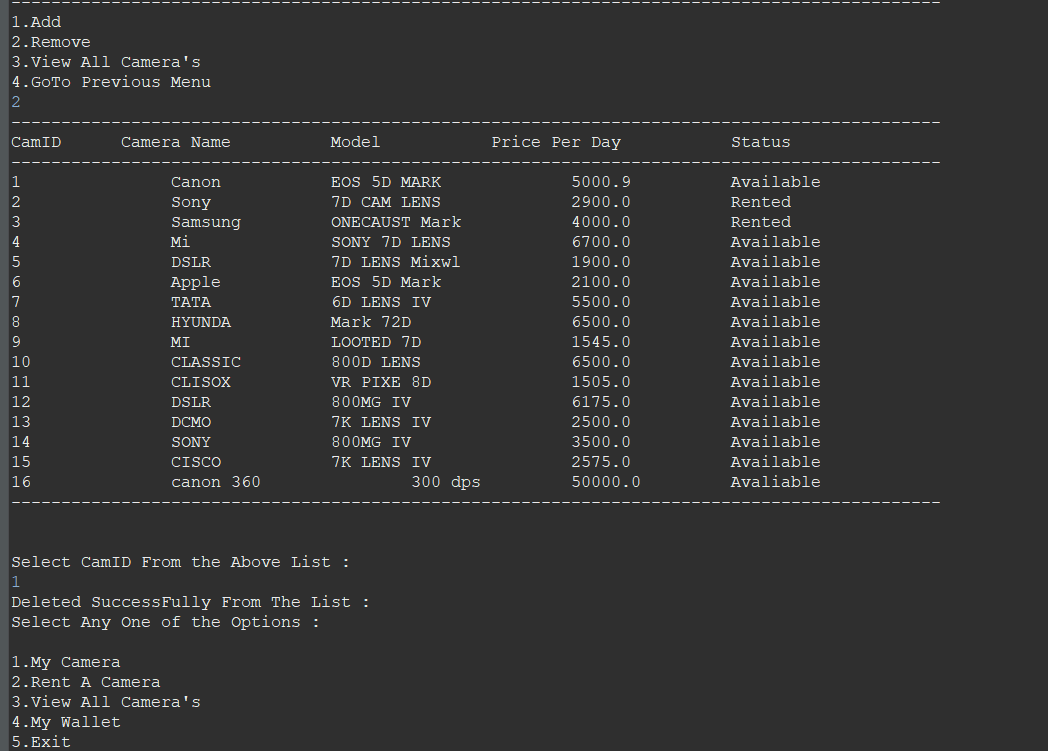 ----------------------------------------------------------------------------------------------
1.Add
2.Remove
3.View All Camera's
4.GoTo Previous Menu
2
----------------------------------------------------------------------------------------------
CamID Camera Name Model Price Per Day Status
----------------------------------------------------------------------------------------------
1 Canon EOS 5D MARK 5000.9 Available
2 Sony 7D CAM LENS 2900.0 Rented
3 Samsung ONECAUST Mark 4000.0 Rented
4 Mi SONY 7D LENS 6700.0 Available
5 DSLR 7D LENS Mixwl 1900.0 Available
6 Apple EOS 5D Mark 2100.0 Available
7 TATA 6D LENS IV 5500.0 Available
8 HYUNDA Mark 72D 6500.0 Available
9 MI LOOTED 7D 1545.0 Available
10 CLASSIC 800D LENS 6500.0 Available
11 CLISOX VR PIXE 8D 1505.0 Available
12 DSLR 800MG IV 6175.0 Available
13 DCMO 7K LENS IV 2500.0 Available
14 SONY 800MG IV 3500.0 Available
15 CISCO 7K LENS IV 2575.0 Available
16 canon 360 300 dps 50000.0 Avaliable
----------------------------------------------------------------------------------------------
Select CamID From the Above List :
1
Deleted SuccessFully From The List :
Select Any One of the Options :
1.My Camera
2.Rent A Camera
3.View All Camera's
4.My Wallet
5.Exit